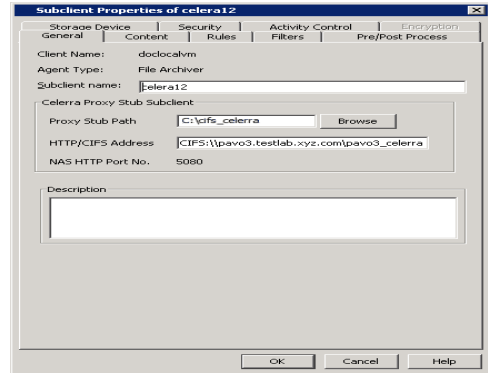 Subclient Properties of celera12
Storage Device Security Activity Control Encryption
General Content Rules Filters Pre/Post Process
Client Name: doclocalvm
Agent Type: File Archiver
Subclient name: celera12
Celerra Proxy Stub Subclient
Proxy Stub Path C:\cifs_celerra Browse
HTTP/CIFS Address CIFS:\\pavo3.testlab.xyz.com\pavo3_celerra
NAS HTTP Port No. 5080
Description
OK Cancel Help